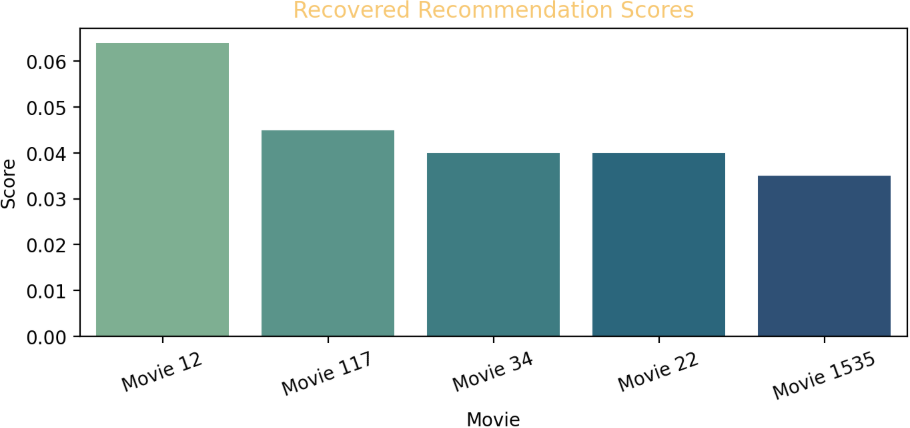 Recovered Recommendation Scores
Score
0.06
0.05
0.04
0.03
0.02
0.01
0.00
Movie 12
Movie 117
Movie 34
Movie 22
Movie 1535
Movie